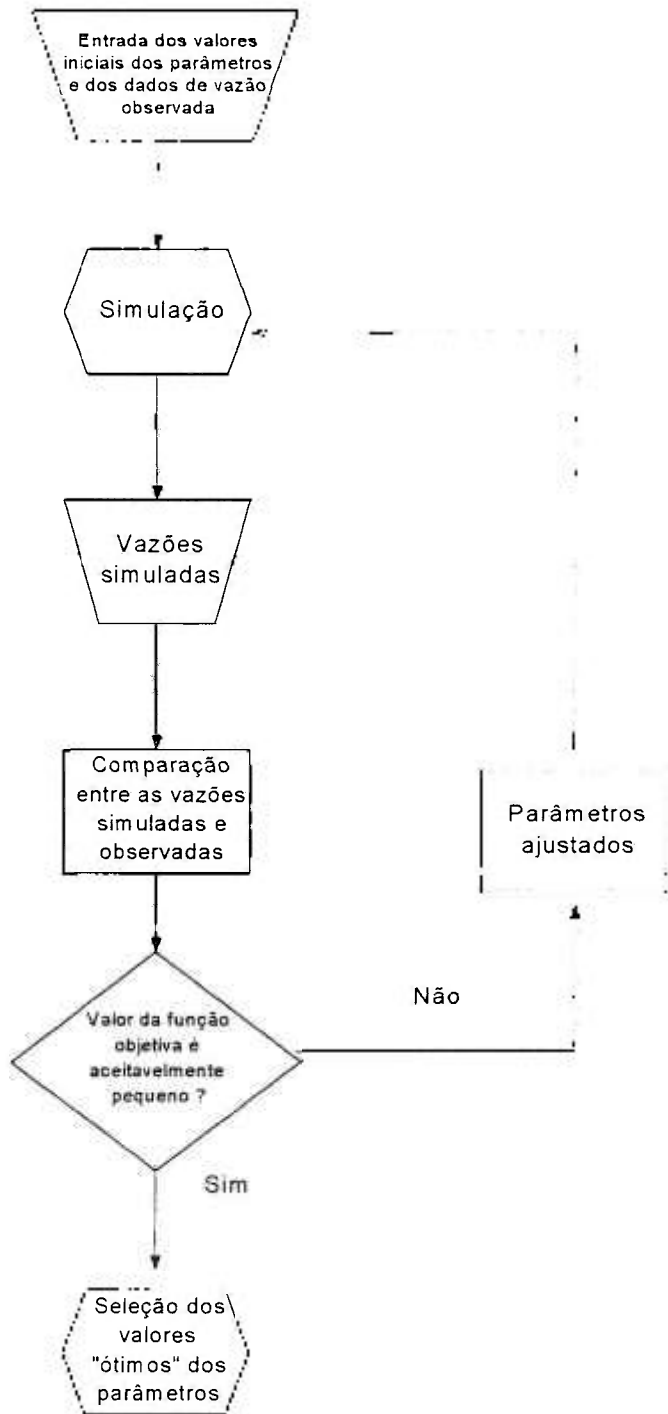 Entrada dos valores
iniciais dos parâmetros
e dos dados de vazão
observada
Simulação
Vazões
simuladas
Comparação
entre as vazões
simuladas e
observadas
Parâmetros
ajustados
Não
Valor da função
objetiva é
aceitavelmente
pequeno ?
Sim
Seleção dos
valores
"ótimos" dos
parâmetros